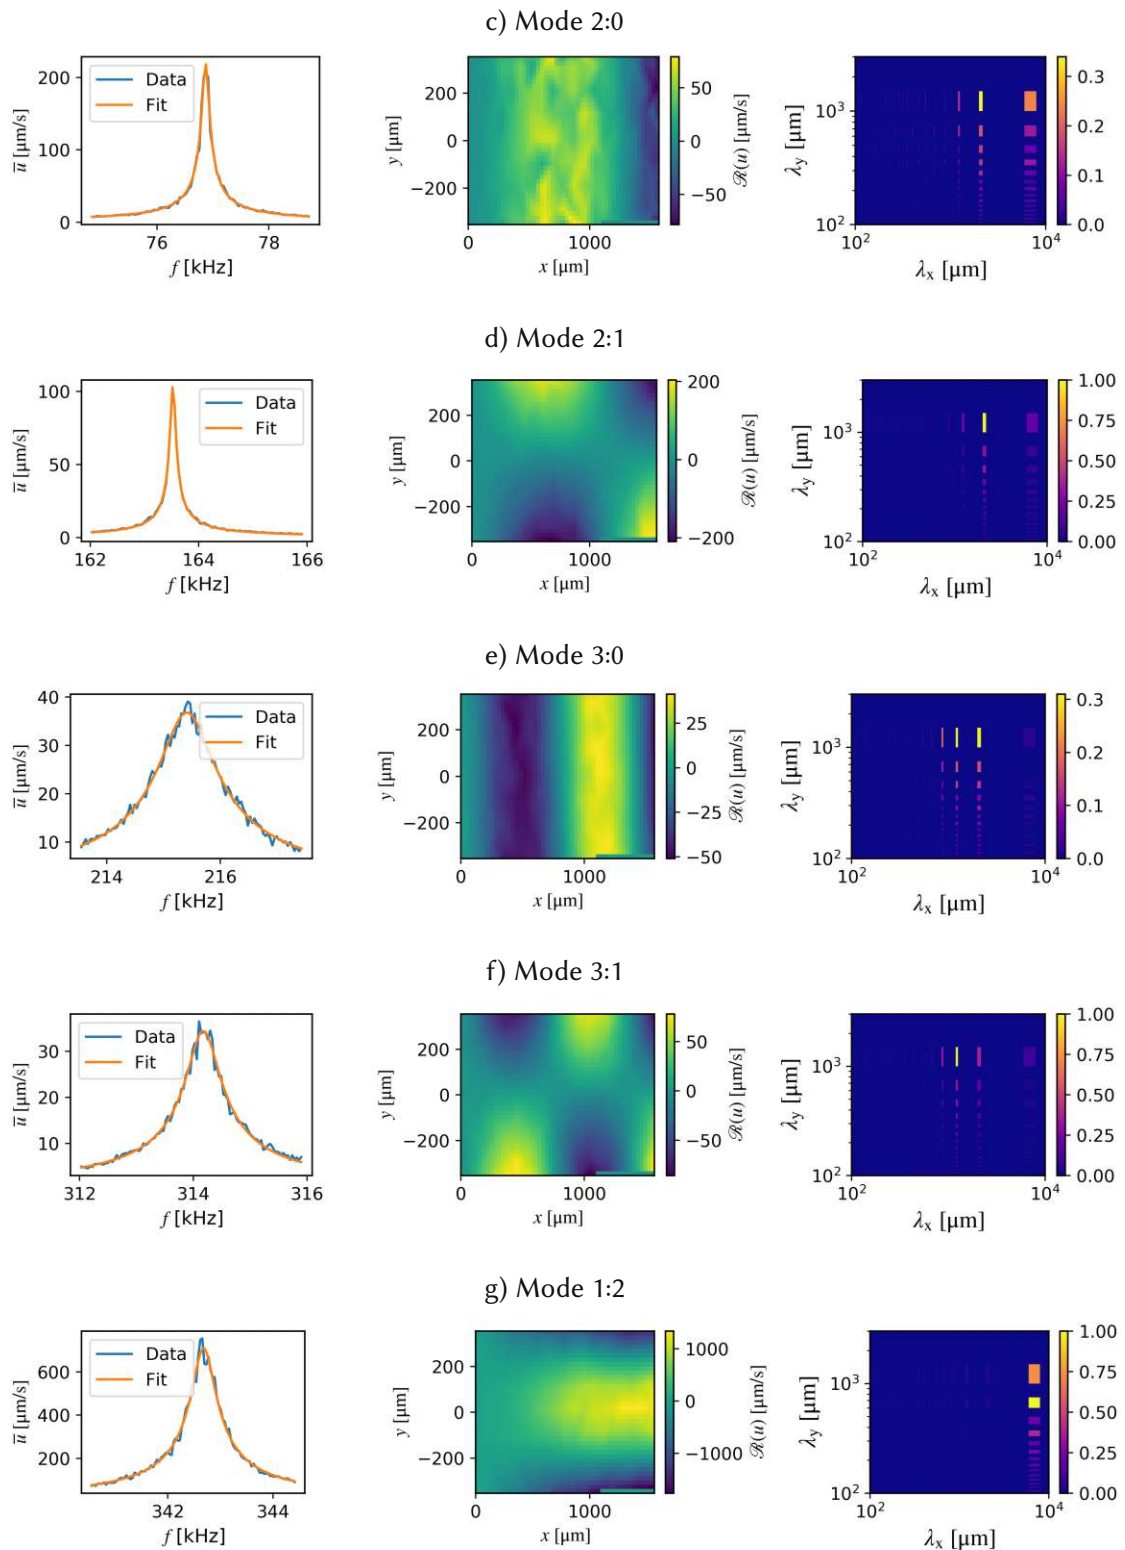 c) Mode 2:0
Data
Fit
200
100
0
76
78
u̅ [µm/s]
f [kHz]
200
0
−200
0
1000
y [µm]
x [µm]
50
0
−50
ℛ(u) [µm/s]
10³
10²
10²
10⁴
λy [µm]
λx [µm]
0.3
0.2
0.1
0.0
d) Mode 2:1
Data
Fit
100
50
0
162
164
166
u̅ [µm/s]
f [kHz]
200
0
−200
0
1000
y [µm]
x [µm]
200
0
−200
ℛ(u) [µm/s]
10³
10²
10²
10⁴
λy [µm]
λx [µm]
1.00
0.75
0.50
0.25
0.00
e) Mode 3:0
Data
Fit
40
30
20
10
214
216
u̅ [µm/s]
f [kHz]
200
0
−200
0
1000
y [µm]
x [µm]
25
0
−25
−50
ℛ(u) [µm/s]
10³
10²
10²
10⁴
λy [µm]
λx [µm]
0.3
0.2
0.1
0.0
f) Mode 3:1
Data
Fit
30
20
10
312
314
316
u̅ [µm/s]
f [kHz]
200
0
−200
0
1000
y [µm]
x [µm]
50
0
−50
ℛ(u) [µm/s]
10³
10²
10²
10⁴
λy [µm]
λx [µm]
1.00
0.75
0.50
0.25
0.00
g) Mode 1:2
Data
Fit
600
400
200
342
344
u̅ [µm/s]
f [kHz]
200
0
−200
0
1000
y [µm]
x [µm]
1000
0
−1000
ℛ(u) [µm/s]
10³
10²
10²
10⁴
λy [µm]
λx [µm]
1.00
0.75
0.50
0.25
0.00